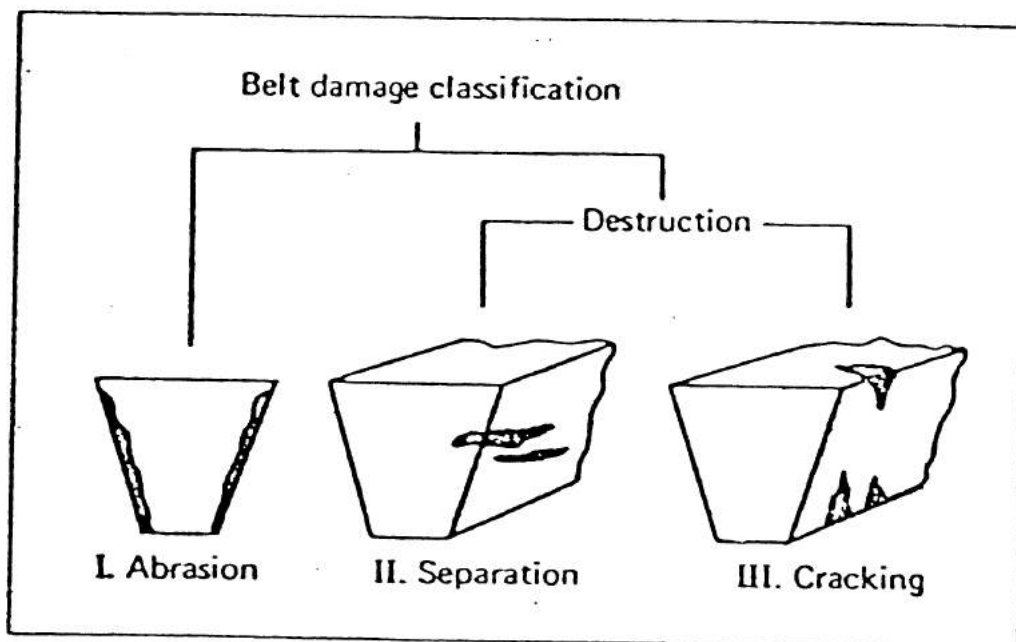 Belt damage classification
Destruction
I. Abrasion
II. Separation
III. Cracking